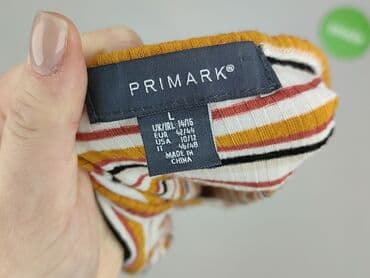 PRIMARK®
L
UK/IRL 14/16
EUR 42/44
USA 10/12
IT 46/48
MADE IN
CHINA